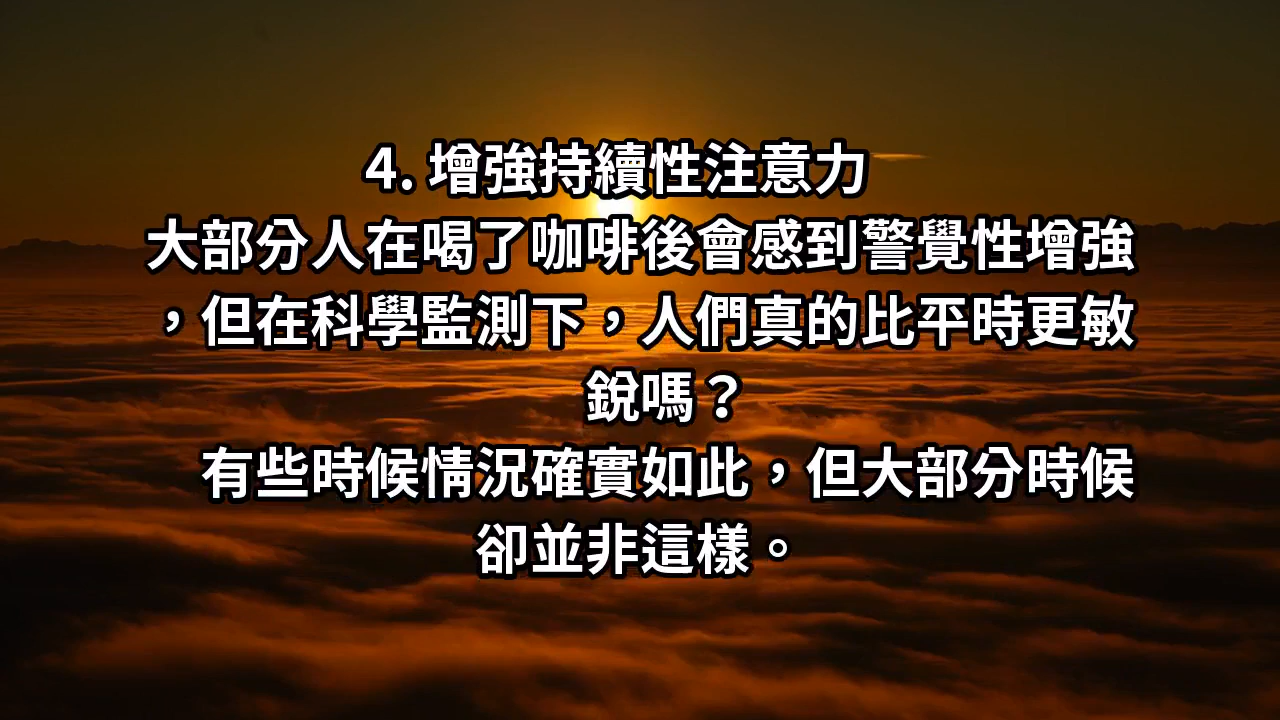 4. 增強持續性注意力
大部分人在喝了咖啡後會感到警覺性增強
，但在科學監測下，人們真的比平時更敏
銳嗎？
有些時候情況確實如此，但大部分時候
卻並非這樣。